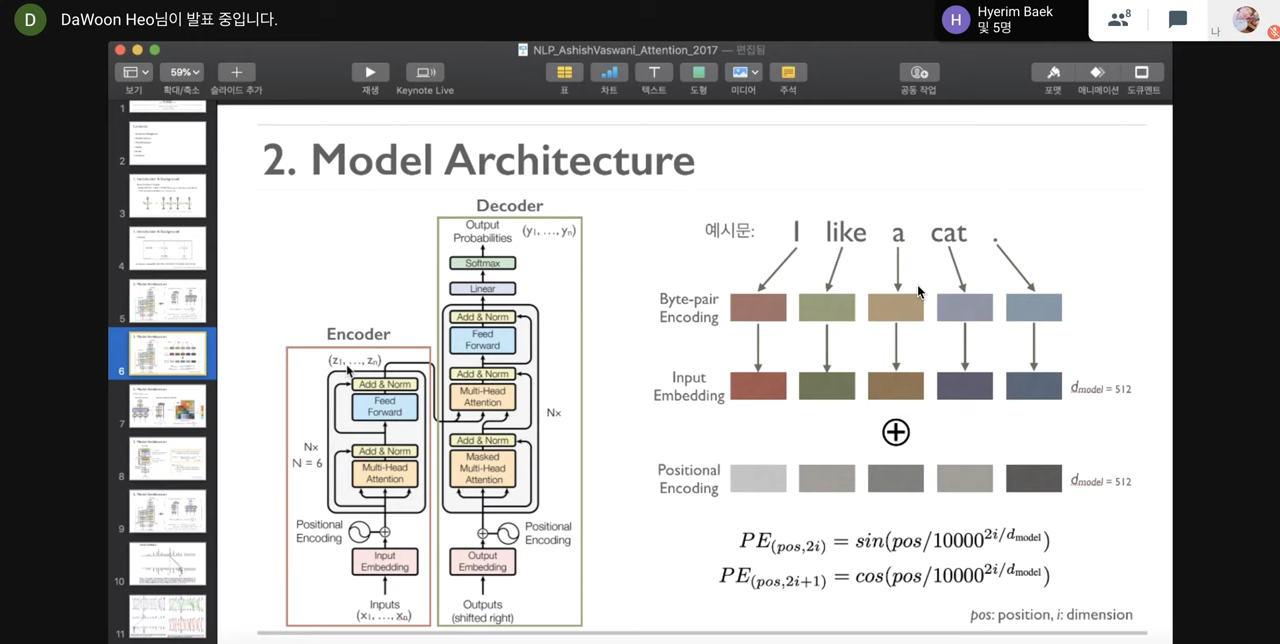 D DaWoon Heo님이 발표 중입니다.
H Hyerim Baek
및 5명
8
나
NLP_AshishVaswani_Attention_2017 — 편집됨
59%
보기 확대/축소 슬라이드 추가 재생 Keynote Live 표 차트 텍스트 도형 미디어 주석 공동 작업 포맷 애니메이션 도큐멘트
1
2
3
4
5
6
7
8
9
10
11
2. Model Architecture
Decoder
Output
Probabilities
(y₁, …, yₙ)
Softmax
Linear
Add & Norm
Feed
Forward
Add & Norm
Multi-Head
Attention
Nx
Add & Norm
Masked
Multi-Head
Attention
Positional
Encoding
Output
Embedding
Outputs
(shifted right)
Encoder
(z₁, …, zₙ)
Add & Norm
Feed
Forward
Nx
N = 6
Add & Norm
Multi-Head
Attention
Positional
Encoding
Input
Embedding
Inputs
(x₁, …, xₙ)
예시문: I like a cat .
Byte-pair
Encoding
Input
Embedding
d_model = 512
Positional
Encoding
d_model = 512
PE_(pos,2i) = sin(pos/10000^(2i/d_model))
PE_(pos,2i+1) = cos(pos/10000^(2i/d_model))
pos: position, i: dimension